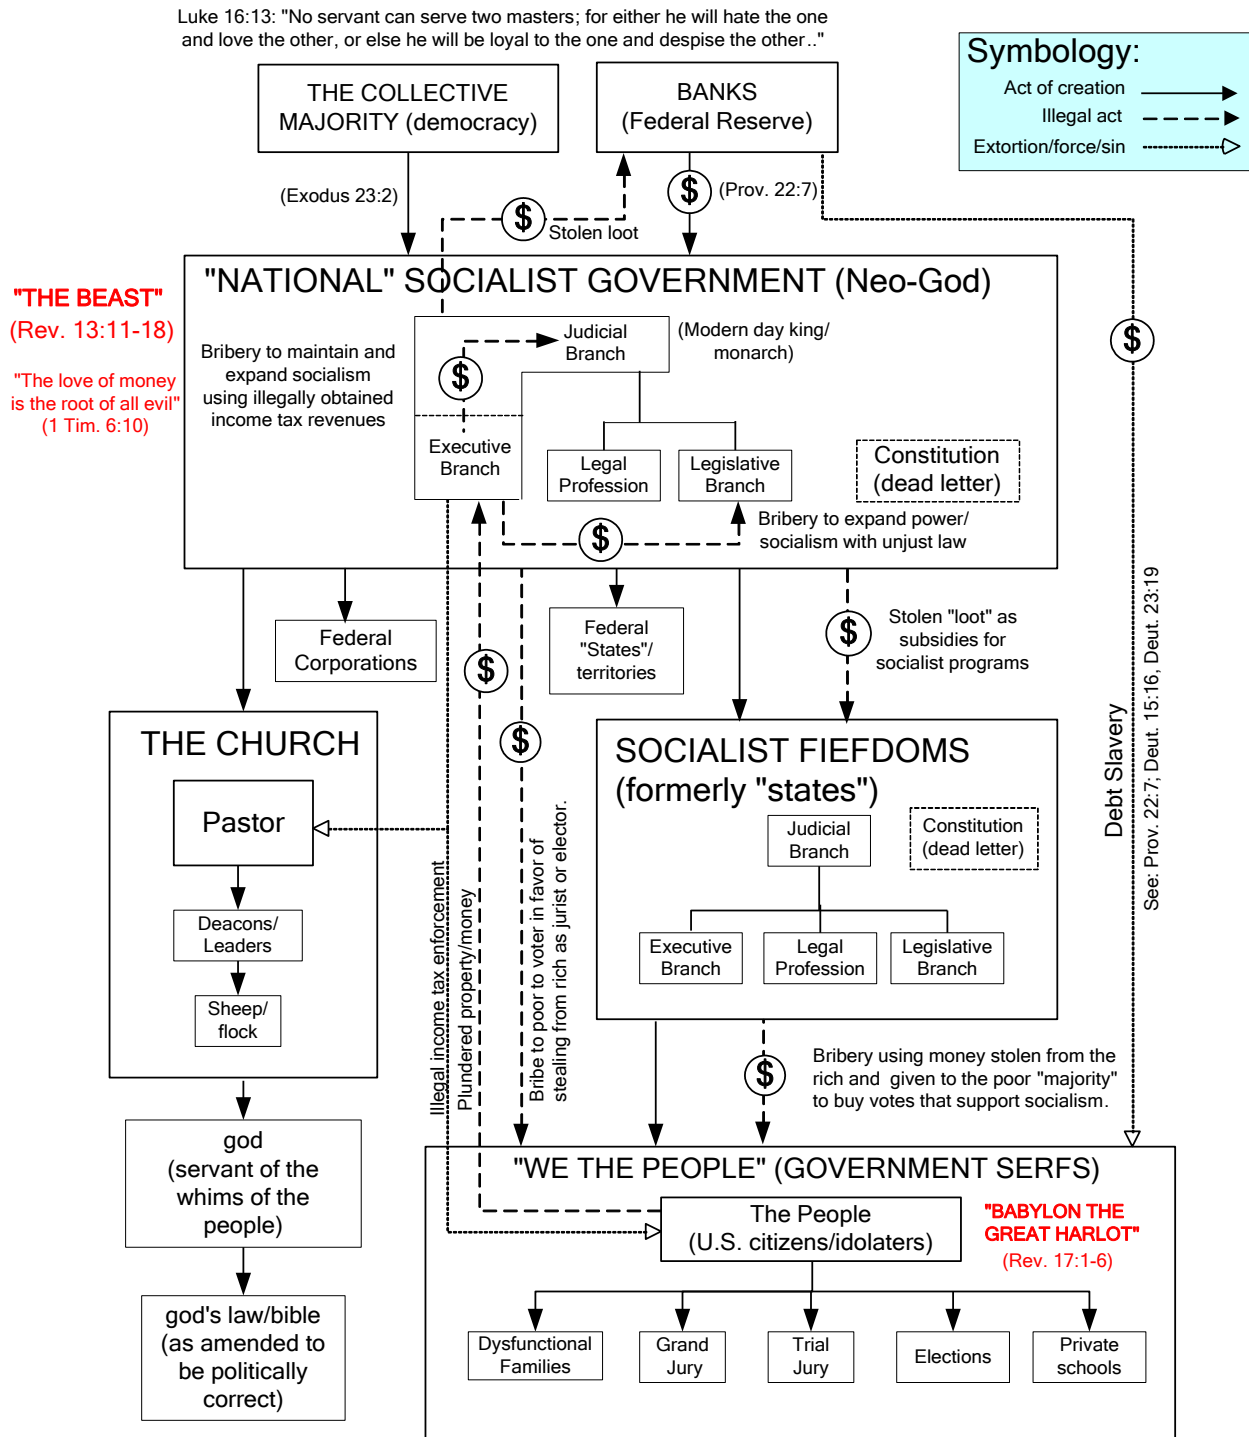 Luke 16:13: "No servant can serve two masters; for either he will hate the one
and love the other, or else he will be loyal to the one and despise the other.."
Symbology:
Act of creation
Illegal act
Extortion/force/sin
THE COLLECTIVE
MAJORITY (democracy)
BANKS
(Federal Reserve)
(Exodus 23:2)
$
Stolen loot
$
(Prov. 22:7)
"THE BEAST"
(Rev. 13:11-18)
"The love of money
is the root of all evil"
(1 Tim. 6:10)
"NATIONAL" SOCIALIST GOVERNMENT (Neo-God)
Bribery to maintain and
expand socialism
using illegally obtained
income tax revenues
$
Judicial
Branch
(Modern day king/
monarch)
Executive
Branch
Legal
Profession
Legislative
Branch
Constitution
(dead letter)
$
Bribery to expand power/
socialism with unjust law
$
Debt Slavery
See: Prov. 22:7; Deut. 15:16, Deut. 23:19
Federal
Corporations
Federal
"States"/
territories
$
Stolen "loot" as
subsidies for
socialist programs
$
$
THE CHURCH
Pastor
Deacons/
Leaders
Sheep/
flock
Illegal income tax enforcement
Plundered property/money
Bribe to poor to voter in favor of
stealing from rich as jurist or elector.
SOCIALIST FIEFDOMS
(formerly "states")
Judicial
Branch
Constitution
(dead letter)
Executive
Branch
Legal
Profession
Legislative
Branch
$
Bribery using money stolen from the
rich and given to the poor "majority"
to buy votes that support socialism.
god
(servant of the
whims of the
people)
god's law/bible
(as amended to
be politically
correct)
"WE THE PEOPLE" (GOVERNMENT SERFS)
The People
(U.S. citizens/idolaters)
"BABYLON THE
GREAT HARLOT"
(Rev. 17:1-6)
Dysfunctional
Families
Grand
Jury
Trial
Jury
Elections
Private
schools